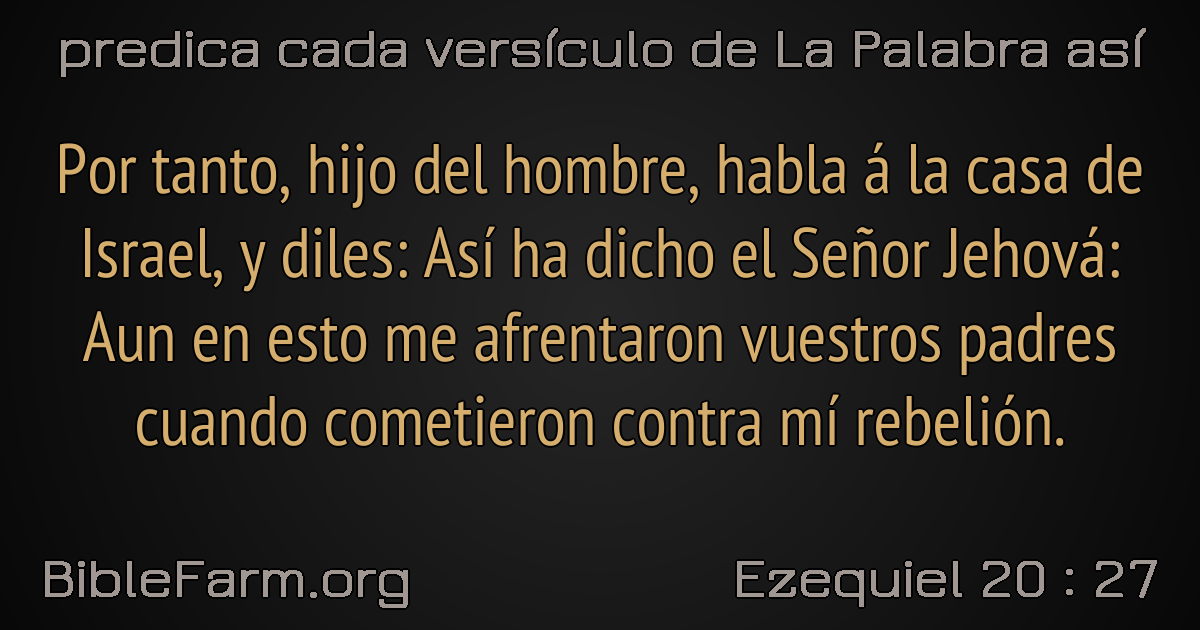 predica cada versículo de La Palabra así
Por tanto, hijo del hombre, habla á la casa de
Israel, y diles: Así ha dicho el Señor Jehová:
Aun en esto me afrentaron vuestros padres
cuando cometieron contra mí rebelión.
BibleFarm.org
Ezequiel 20 : 27